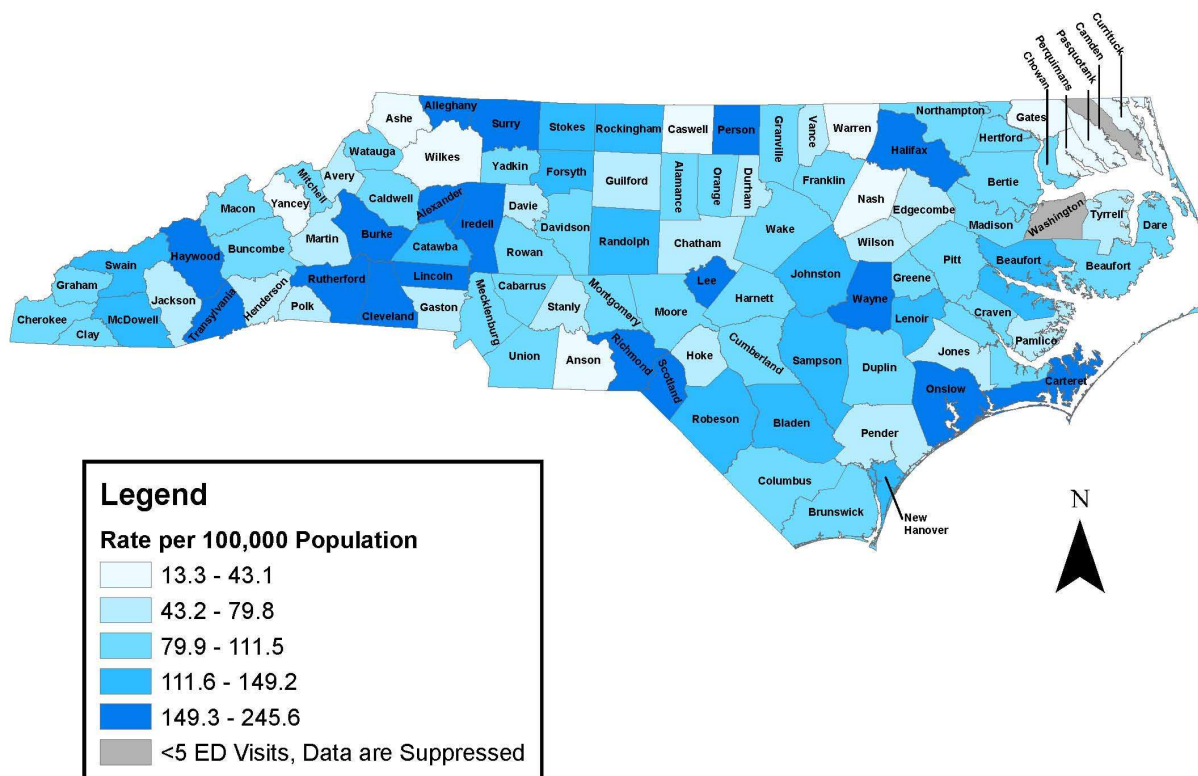 Currituck
Camden
Pasquotank
Perquimans
Chowan
Alleghany
Ashe
Surry
Stokes
Rockingham
Caswell
Person
Granville
Vance
Warren
Northampton
Gates
Hertford
Halifax
Watauga
Wilkes
Yadkin
Forsyth
Guilford
Alamance
Orange
Durham
Franklin
Bertie
Mitchell
Avery
Caldwell
Alexander
Iredell
Davie
Nash
Edgecombe
Macon
Yancey
Burke
Catawba
Davidson
Randolph
Chatham
Wake
Wilson
Madison
Washington
Tyrrell
Dare
Swain
Haywood
Buncombe
Martin
Rowan
Johnston
Greene
Pitt
Beaufort
Beaufort
Graham
Rutherford
Lincoln
Cabarrus
Montgomery
Lee
Harnett
Wayne
Lenoir
Craven
Cherokee
Clay
McDowell
Jackson
Transylvania
Henderson
Polk
Cleveland
Gaston
Mecklenburg
Stanly
Moore
Pamlico
Union
Anson
Richmond
Scotland
Hoke
Cumberland
Sampson
Duplin
Jones
Onslow
Carteret
Robeson
Bladen
Pender
Columbus
Brunswick
New
Hanover
N
Legend
Rate per 100,000 Population
13.3 - 43.1
43.2 - 79.8
79.9 - 111.5
111.6 - 149.2
149.3 - 245.6
<5 ED Visits, Data are Suppressed